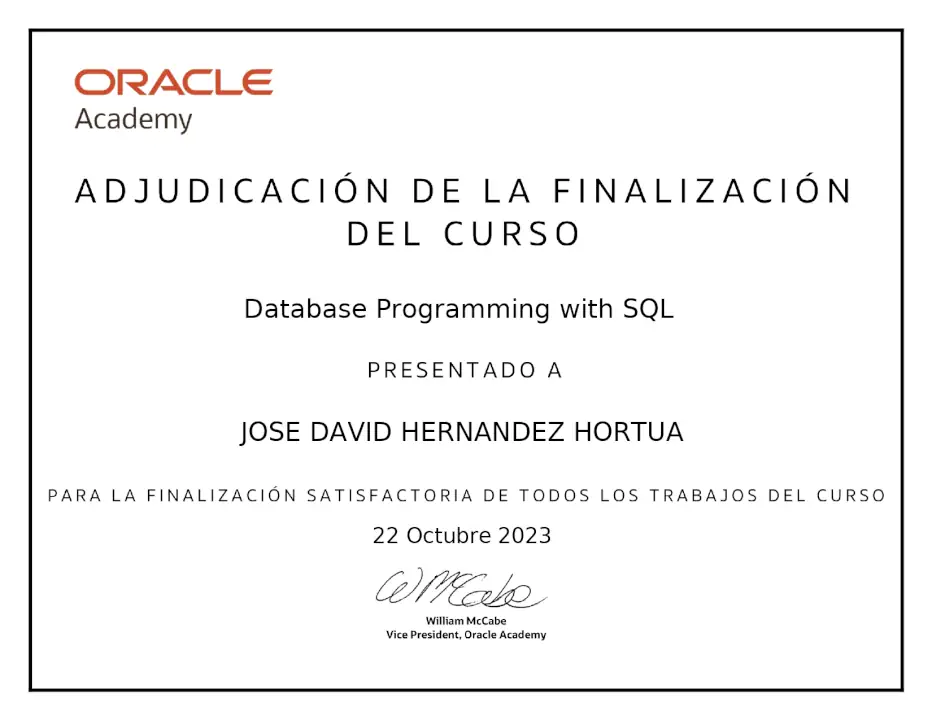 ORACLE
Academy
ADJUDICACIÓN DE LA FINALIZACIÓN
DEL CURSO
Database Programming with SQL
PRESENTADO A
JOSE DAVID HERNANDEZ HORTUA
PARA LA FINALIZACIÓN SATISFACTORIA DE TODOS LOS TRABAJOS DEL CURSO
22 Octubre 2023
WMcCabe
William McCabe
Vice President, Oracle Academy